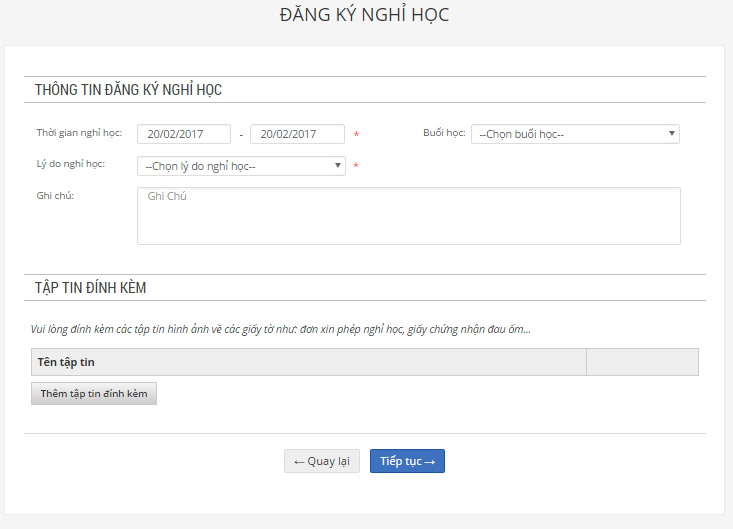 ĐĂNG KÝ NGHỈ HỌC
THÔNG TIN ĐĂNG KÝ NGHỈ HỌC
Thời gian nghỉ học: 20/02/2017 - 20/02/2017 * Buổi học: --Chọn buổi học--
Lý do nghỉ học: --Chọn lý do nghỉ học-- *
Ghi chú: Ghi Chú
TẬP TIN ĐÍNH KÈM
Vui lòng đính kèm các tập tin hình ảnh về các giấy tờ như: đơn xin phép nghỉ học, giấy chứng nhận đau ốm...
Tên tập tin
Thêm tập tin đính kèm
← Quay lại Tiếp tục →